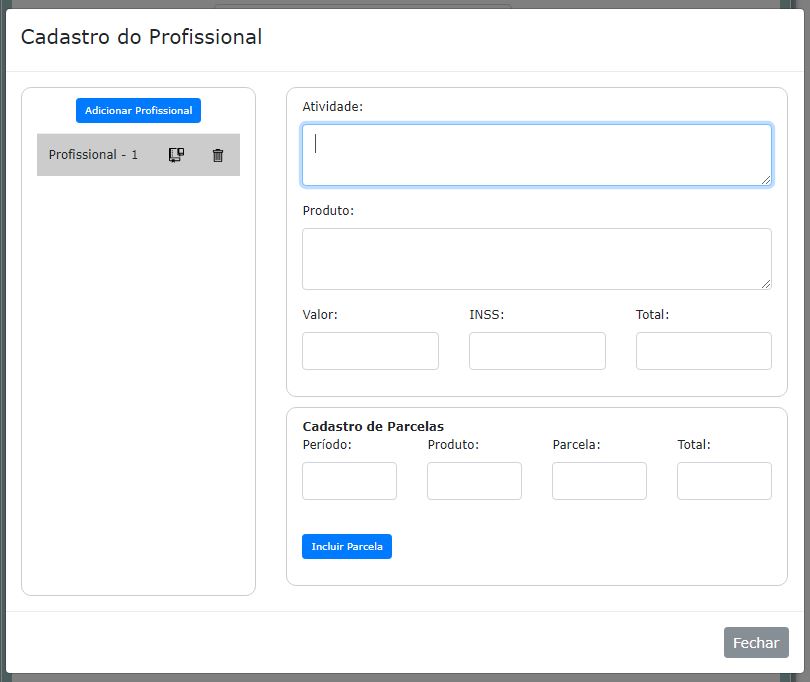 Cadastro do Profissional
Adicionar Profissional
Profissional - 1
Atividade:
Produto:
Valor: INSS: Total:
Cadastro de Parcelas
Período: Produto: Parcela: Total:
Incluir Parcela
Fechar